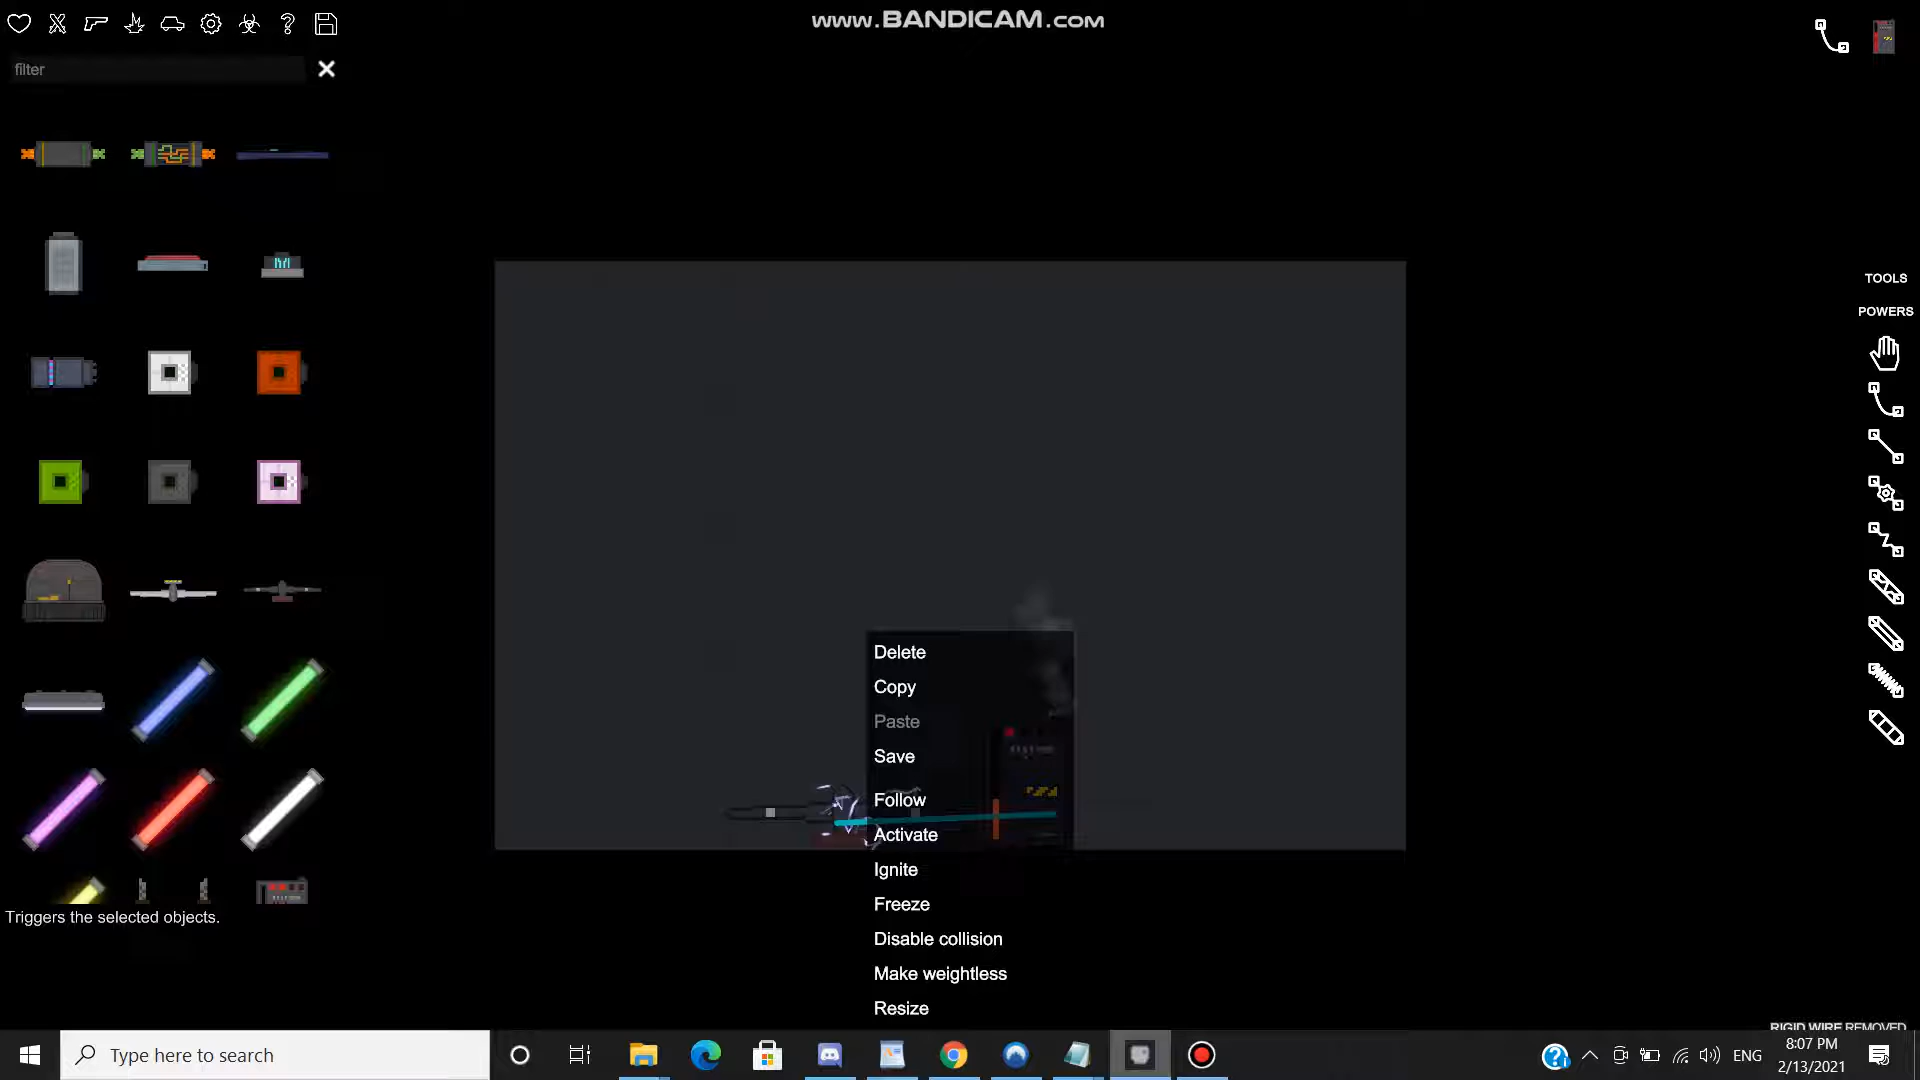 www.BANDICAM.com
filter
TOOLS
POWERS
Delete
Copy
Paste
Save
Follow
Activate
Ignite
Freeze
Disable collision
Make weightless
Resize
Triggers the selected objects.
RIGID WIRE REMOVED
Type here to search
ENG
8:07 PM
2/13/2021